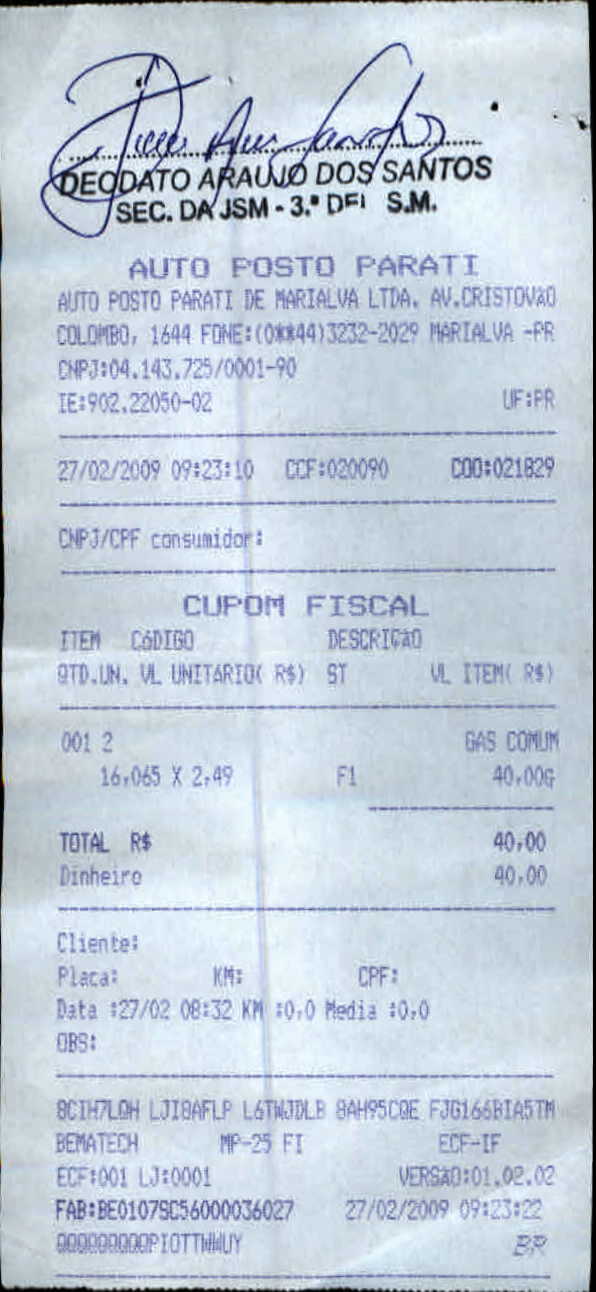 DEODATO ARAUJO DOS SANTOS
SEC. DA JSM - 3.ª DEL S.M.
AUTO POSTO PARATI
AUTO POSTO PARATI DE MARIALVA LTDA. AV.CRISTOVãO
COLOMBO, 1644 FONE:(0**44)3232-2029 MARIALVA -PR
CNPJ:04.143.725/0001-90
IE:902.22050-02 UF:PR
27/02/2009 09:23:10 CCF:020090 COO:021829
CNPJ/CPF consumidor:
CUPOM FISCAL
ITEM CóDIGO DESCRIÇãO
QTD.UN. VL UNITáRIO( R$) ST VL ITEM( R$)
001 2 GAS COMUM
16,065 X 2,49 F1 40,00G
TOTAL R$ 40,00
Dinheiro 40,00
Cliente:
Placa: KM: CPF:
Data :27/02 08:32 KM :0,0 Media :0,0
OBS:
8CIH7LQH LJI8AFLP L6TWJDLB 8AH95CQE FJG166BIA5TM
BEMATECH MP-25 FI ECF-IF
ECF:001 LJ:0001 VERSãO:01.02.02
FAB:BE0107SC56000036027 27/02/2009 09:23:22
QQQQQQQQQPIOTTWWUY BR